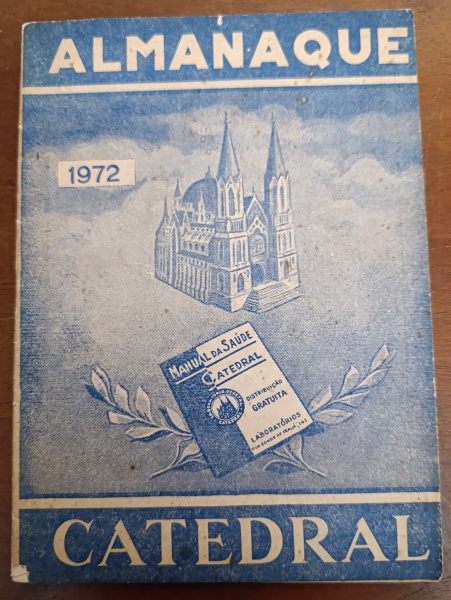 ALMANAQUE
1972
MANUAL DA SAÚDE
CATEDRAL
DISTRIBUIÇÃO
GRATUITA
LABORATÓRIOS
CATEDRAL